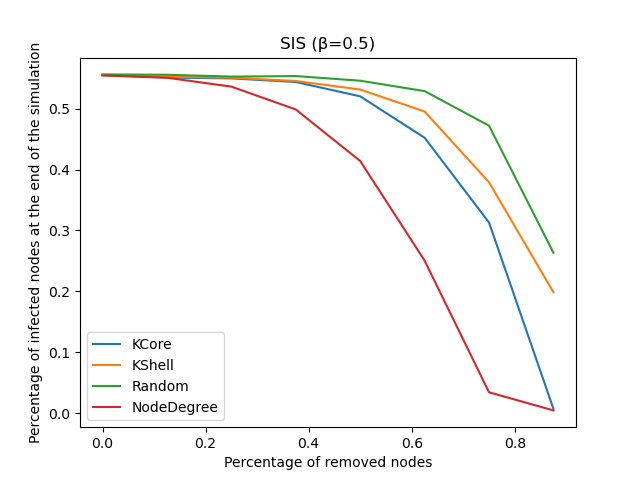 SIS (β=0.5)
Percentage of infected nodes at the end of the simulation
0.5
0.4
0.3
0.2
0.1
0.0
KCore
KShell
Random
NodeDegree
0.0 0.2 0.4 0.6 0.8
Percentage of removed nodes